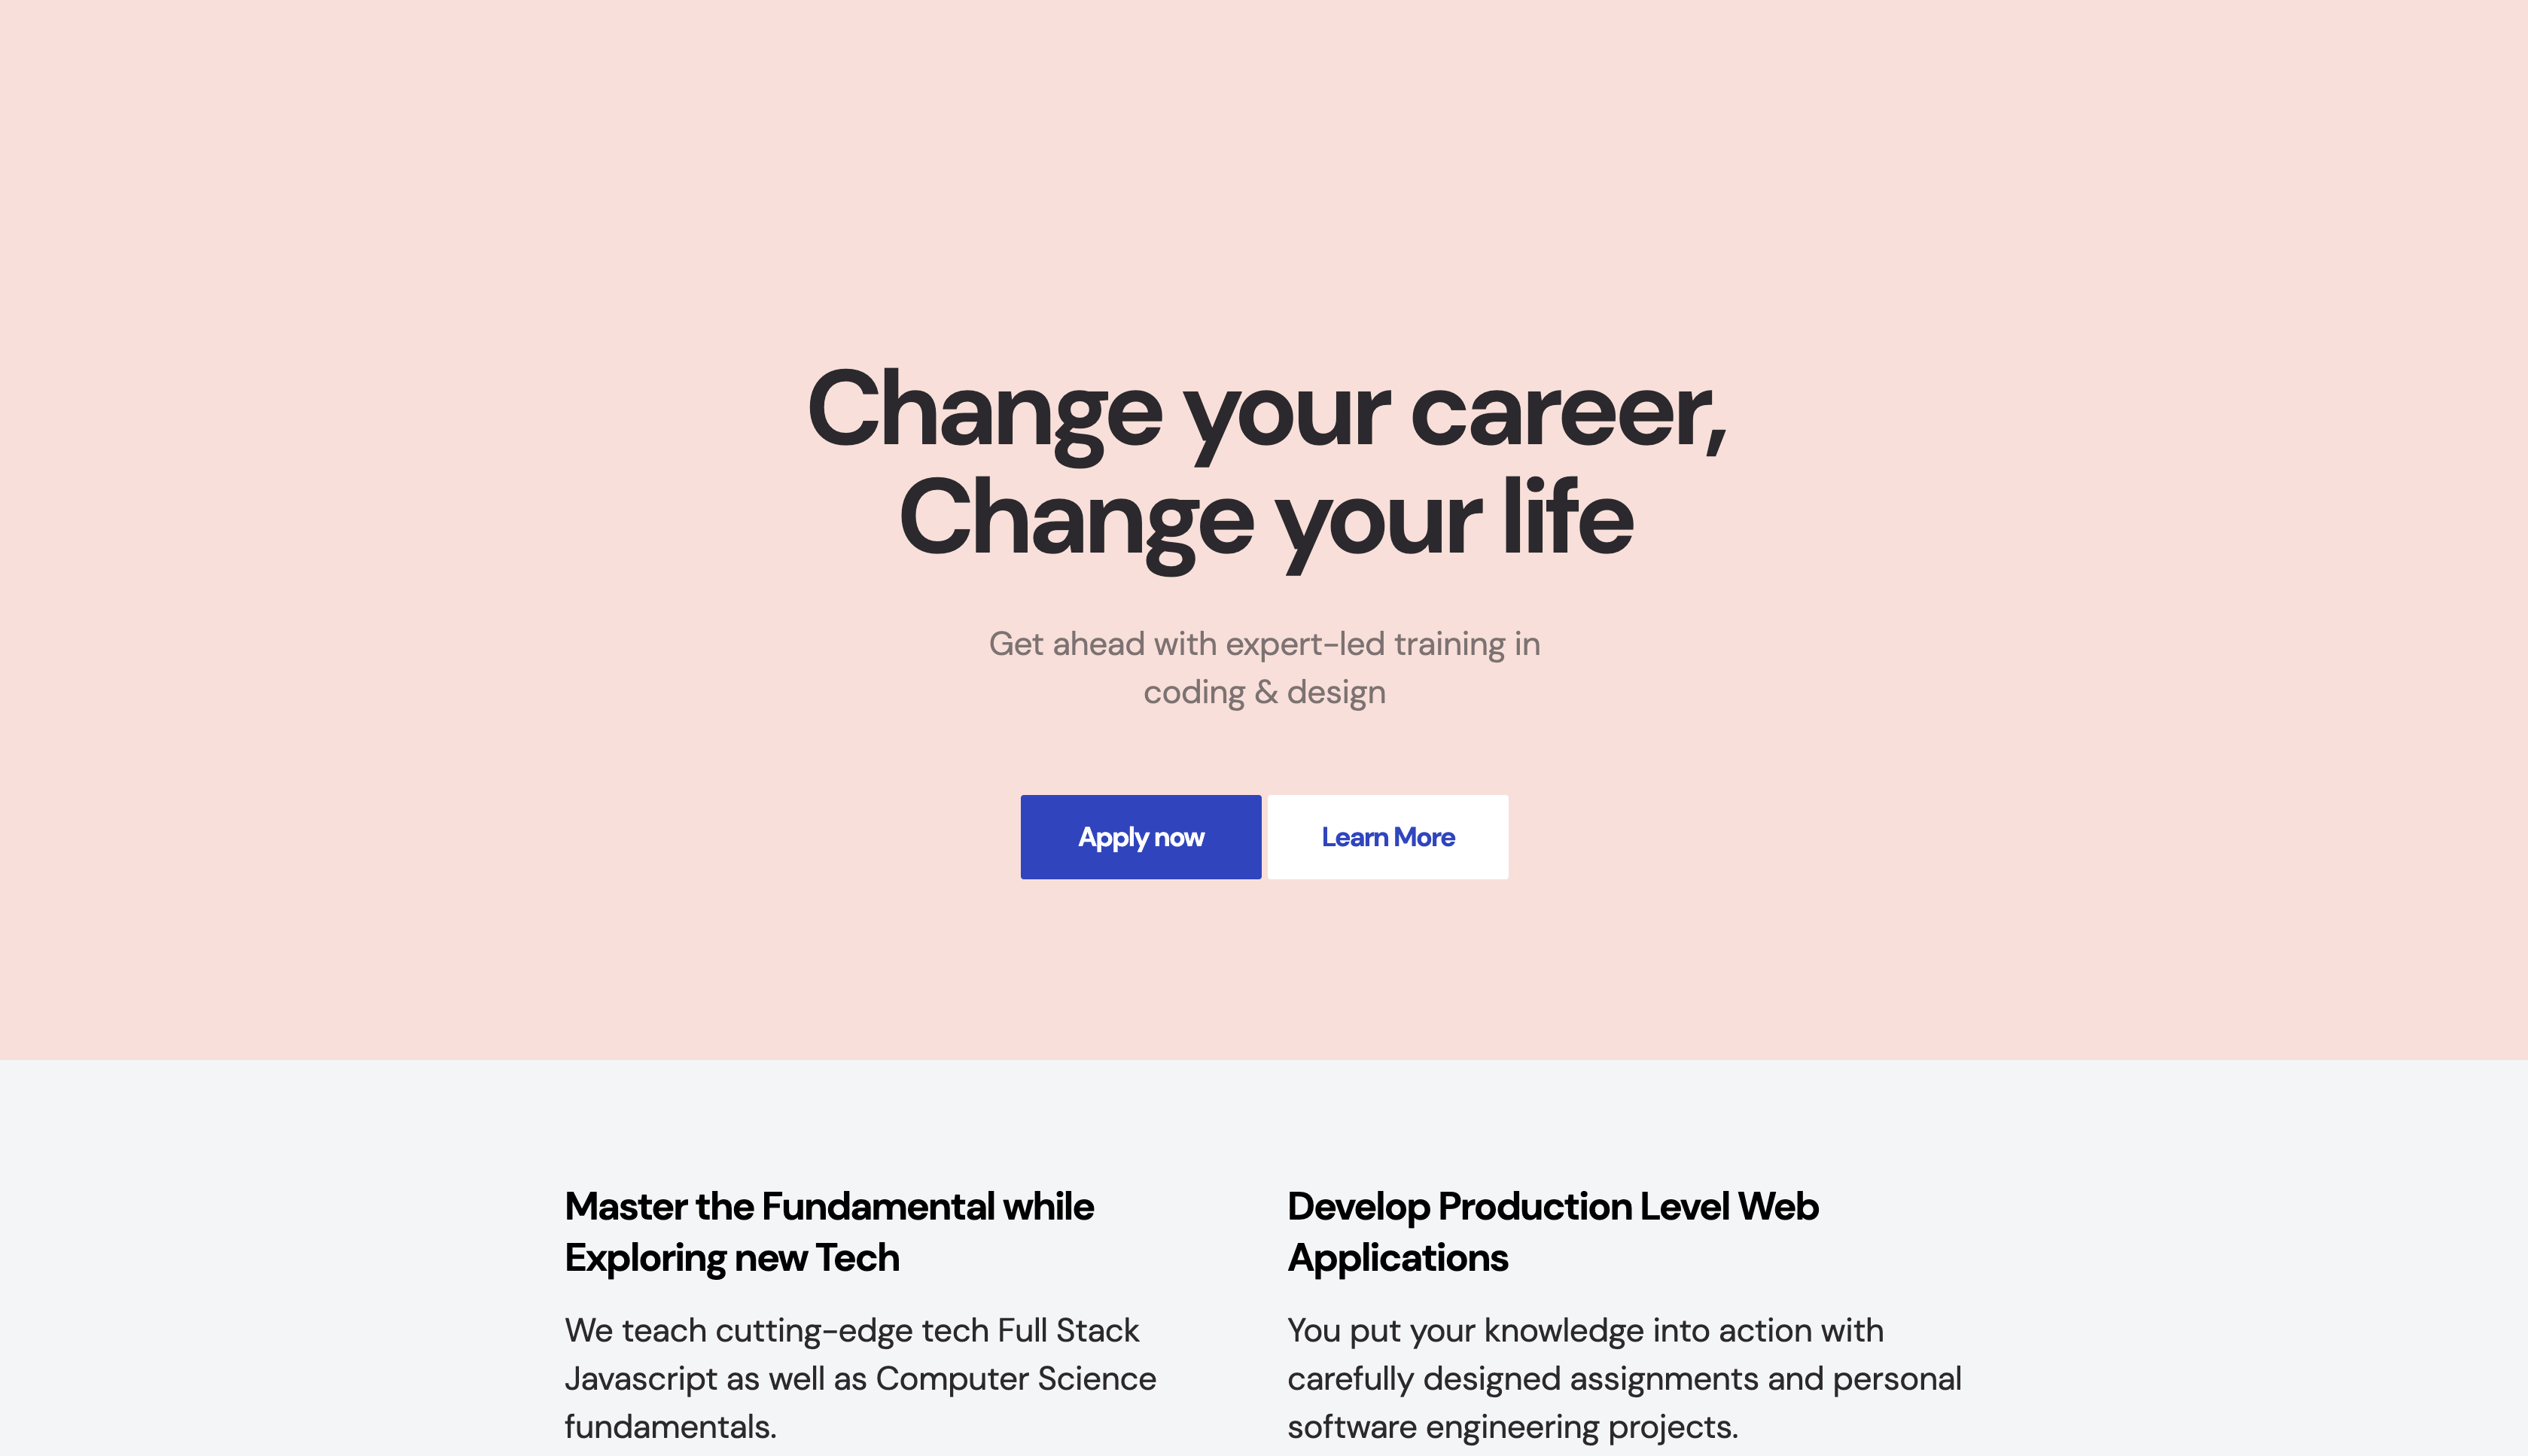 Change your career,
Change your life
Get ahead with expert-led training in
coding & design
Apply now
Learn More
Master the Fundamental while
Exploring new Tech
We teach cutting-edge tech Full Stack
Javascript as well as Computer Science
fundamentals.
Develop Production Level Web
Applications
You put your knowledge into action with
carefully designed assignments and personal
software engineering projects.